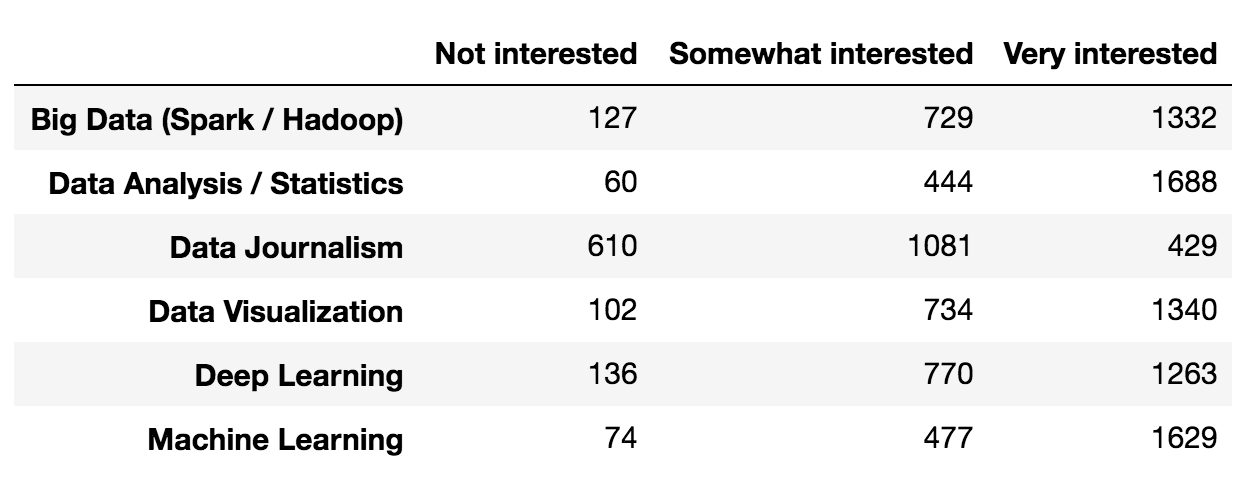 Not interested Somewhat interested Very interested
Big Data (Spark / Hadoop) 127 729 1332
Data Analysis / Statistics 60 444 1688
Data Journalism 610 1081 429
Data Visualization 102 734 1340
Deep Learning 136 770 1263
Machine Learning 74 477 1629